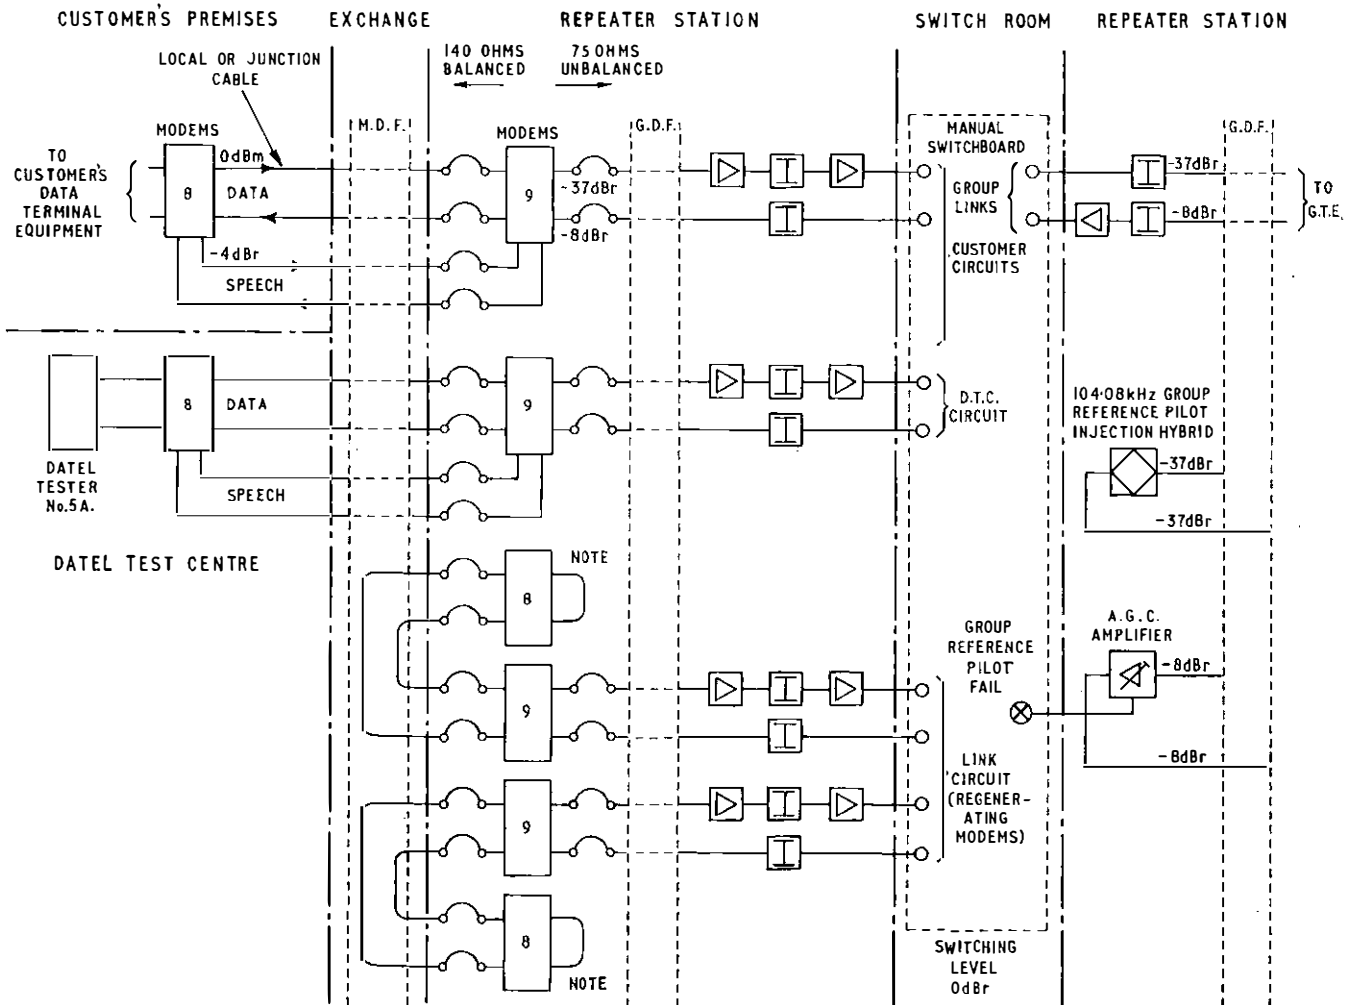 CUSTOMER'S PREMISES
EXCHANGE
REPEATER STATION
SWITCH ROOM
REPEATER STATION
LOCAL OR JUNCTION
CABLE
140 OHMS
BALANCED
75 OHMS
UNBALANCED
M.D.F.
G.D.F.
G.D.F.
MODEMS
MODEMS
MANUAL
SWITCHBOARD
TO
CUSTOMER'S
DATA
TERMINAL
EQUIPMENT
8
0dBm
DATA
-4dBr
SPEECH
9
-37dBr
-8dBr
GROUP
LINKS
CUSTOMER
CIRCUITS
-37dBr
-8dBr
TO
G.T.E.
DATEL
TESTER
No.5A.
8
DATA
SPEECH
9
D.T.C.
CIRCUIT
104·08kHz GROUP
REFERENCE PILOT
INJECTION HYBRID
-37dBr
-37dBr
DATEL TEST CENTRE
8
NOTE
9
GROUP
REFERENCE
PILOT
FAIL
A.G.C.
AMPLIFIER
-8dBr
-8dBr
9
LINK
CIRCUIT
(REGENER-
ATING
MODEMS)
8
NOTE
SWITCHING
LEVEL
0dBr